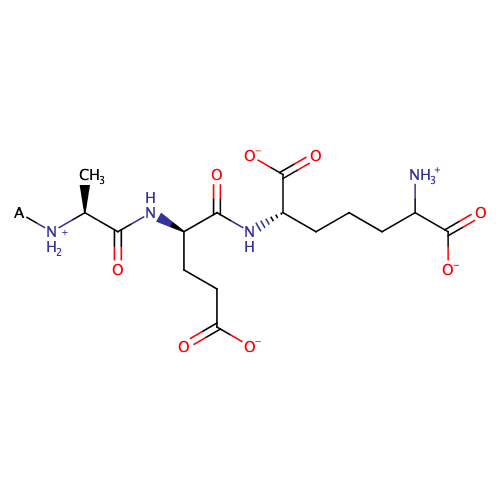 O⁻ O
CH₃ O NH₃⁺
H
A N O
N⁺ N
H₂ H
O O⁻
O O⁻